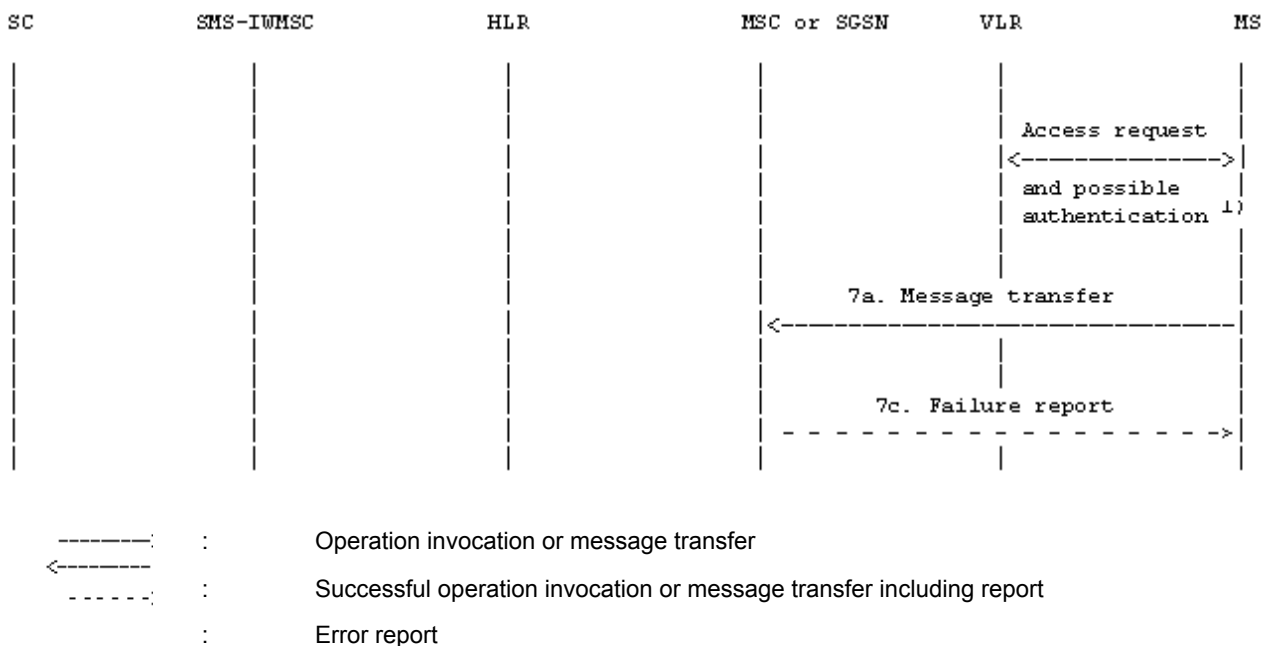 SC SMS-IWMSC HLR MSC or SGSN VLR MS
Access request
and possible
authentication 1)
7a. Message transfer
7c. Failure report
: Operation invocation or message transfer
: Successful operation invocation or message transfer including report
: Error report